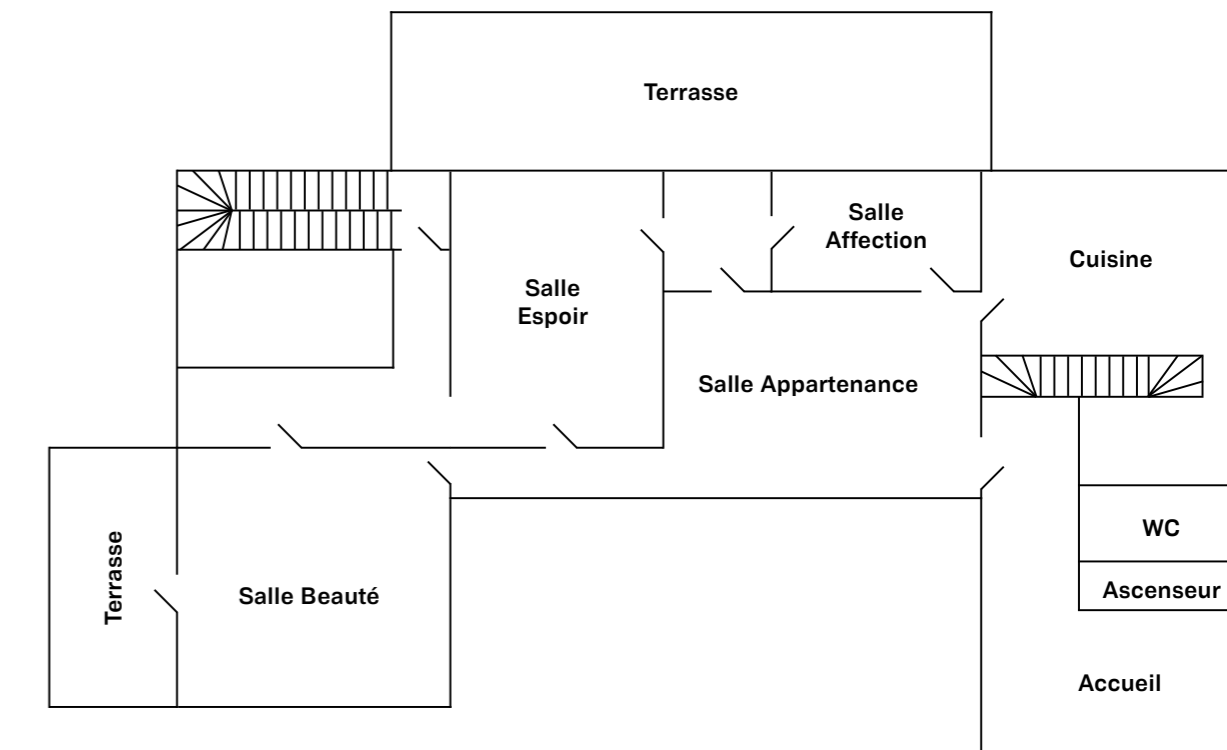 Terrasse
Salle
Affection
Cuisine
Salle
Espoir
Salle Appartenance
WC
Terrasse
Salle Beauté
Ascenseur
Accueil